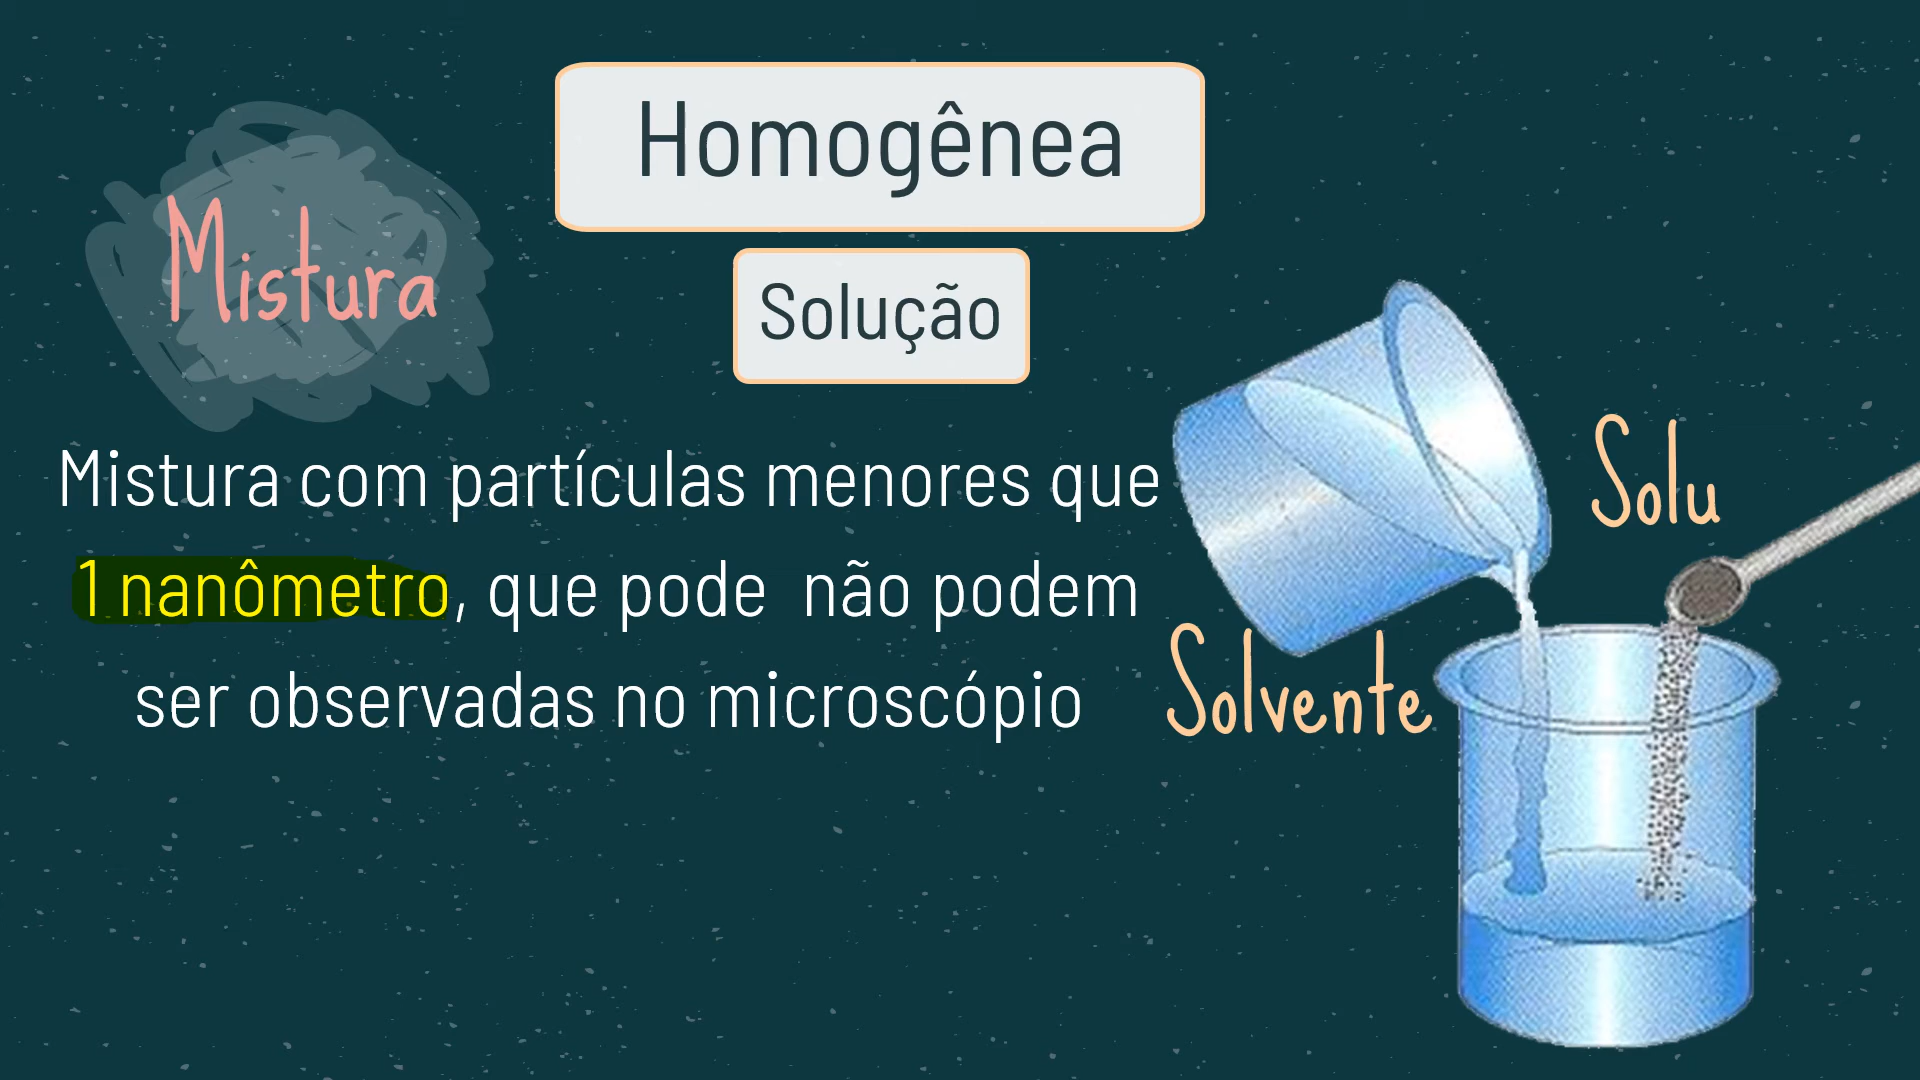 Homogênea
Mistura
Solução
Mistura com partículas menores que
1 nanômetro, que pode não podem
ser observadas no microscópio
Solu
Solvente